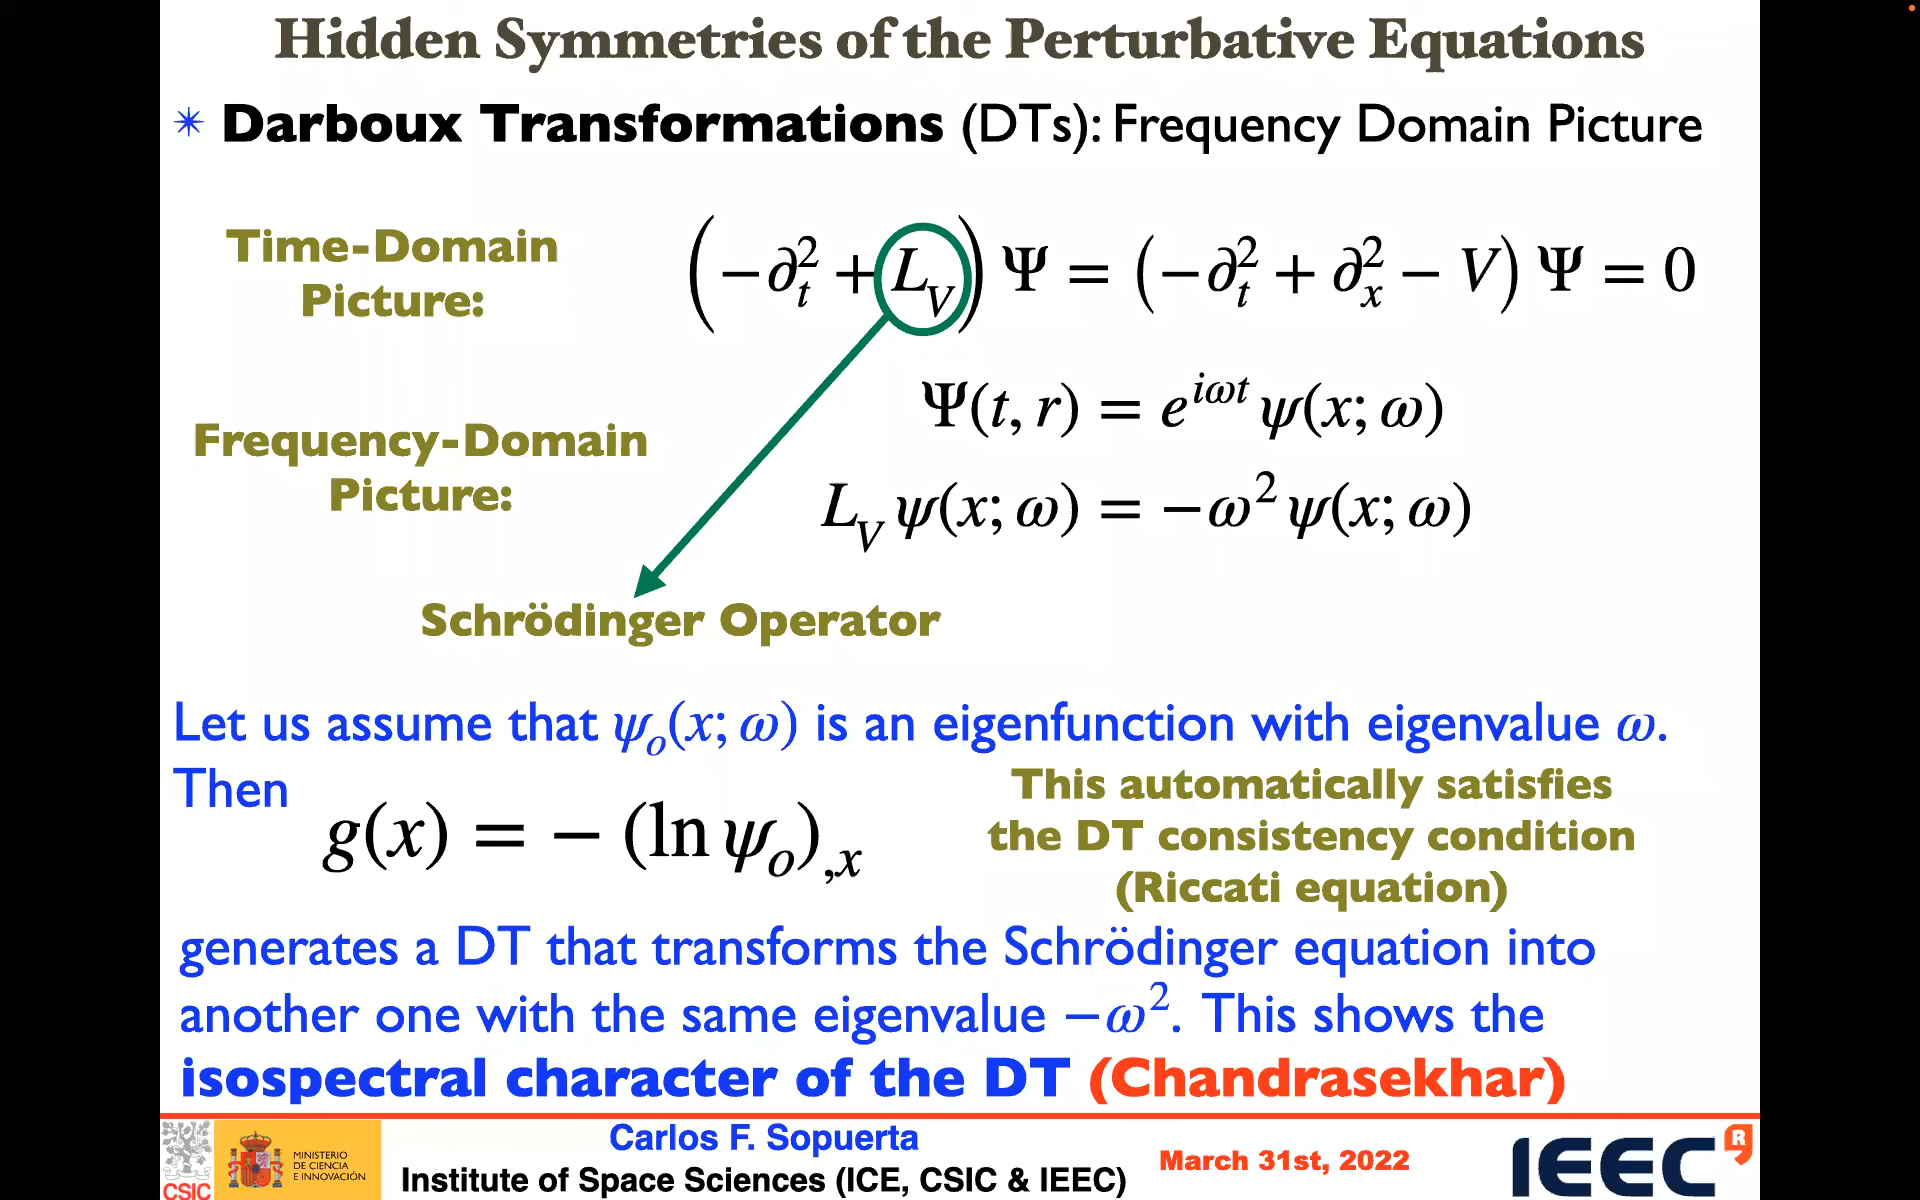 Hidden Symmetries of the Perturbative Equations
✴ Darboux Transformations (DTs): Frequency Domain Picture
Time-Domain
Picture:
(−∂²ₜ + L_V) Ψ = (−∂²ₜ + ∂²ₓ − V) Ψ = 0
Ψ(t, r) = e^{iωt} ψ(x; ω)
Frequency-Domain
Picture:
L_V ψ(x; ω) = −ω² ψ(x; ω)
Schrödinger Operator
Let us assume that ψ_o(x; ω) is an eigenfunction with eigenvalue ω.
Then
g(x) = − (ln ψ_o)_{,x}
This automatically satisfies
the DT consistency condition
(Riccati equation)
generates a DT that transforms the Schrödinger equation into
another one with the same eigenvalue −ω². This shows the
isospectral character of the DT (Chandrasekhar)
CSIC
MINISTERIO
DE CIENCIA
E INNOVACIÓN
Carlos F. Sopuerta
Institute of Space Sciences (ICE, CSIC & IEEC)
March 31st, 2022
IEEC
R